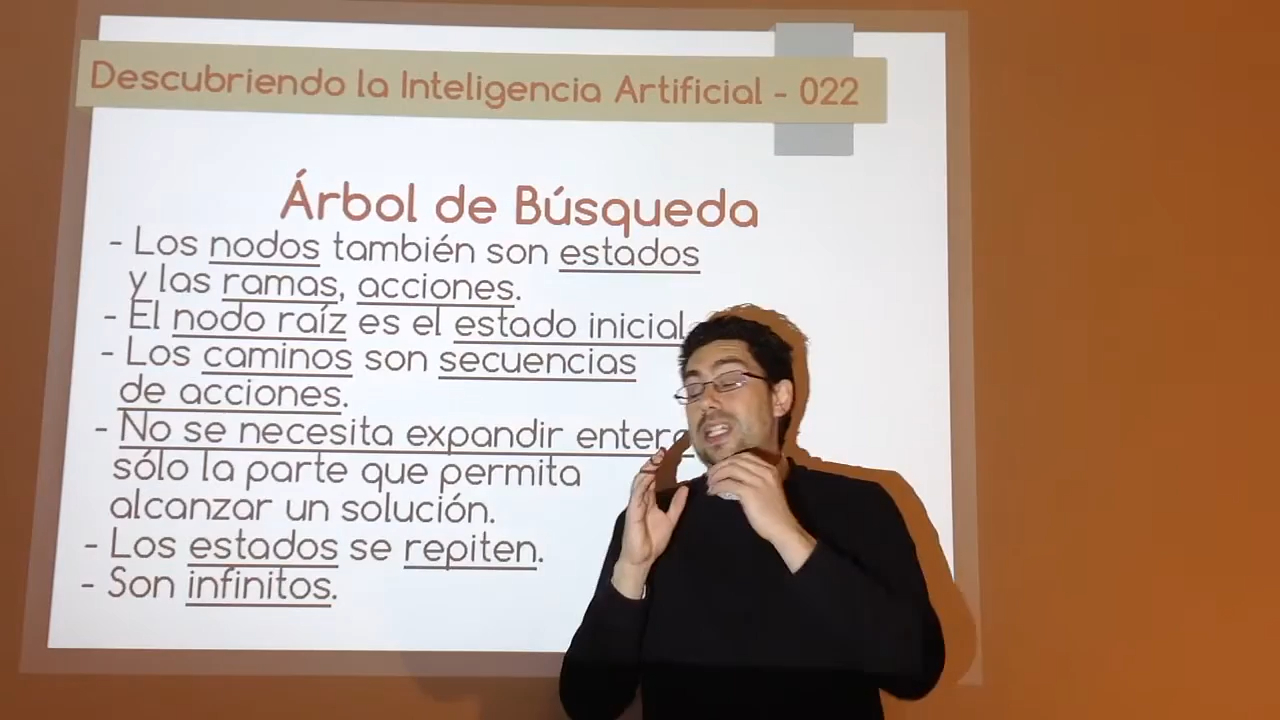 Descubriendo la Inteligencia Artificial - 022
Árbol de Búsqueda
- Los nodos también son estados
y las ramas, acciones.
- El nodo raíz es el estado inicial
- Los caminos son secuencias
de acciones.
- No se necesita expandir entero
sólo la parte que permita
alcanzar un solución.
- Los estados se repiten.
- Son infinitos.